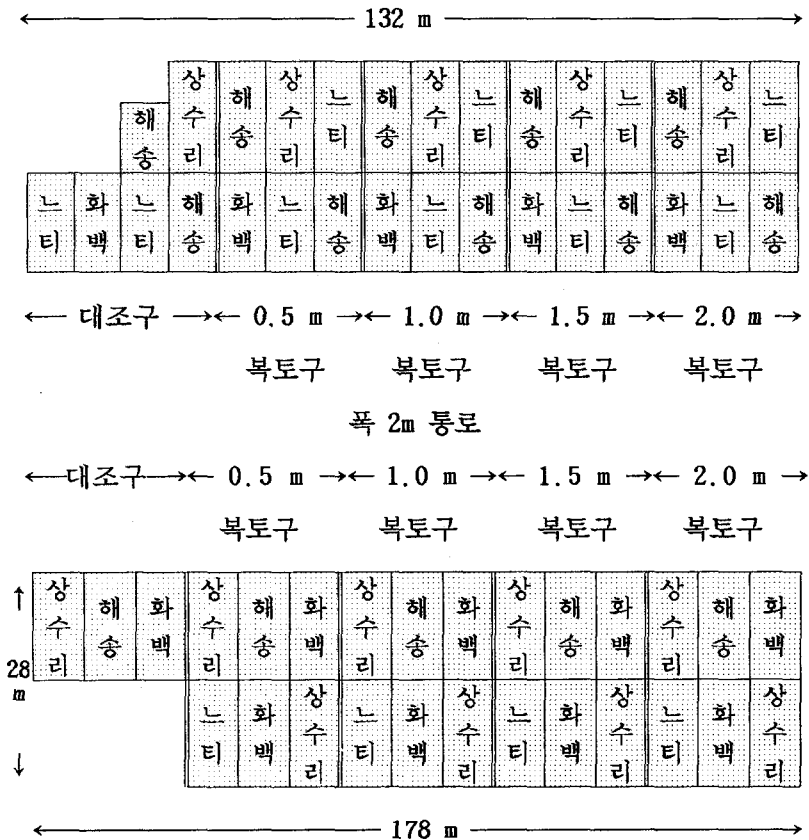 132 m
해송 상수리 해송 상수리 느티 해송 상수리 느티 해송 상수리 느티 해송 상수리 느티
느티 화백 느티 해송 화백 느티 해송 화백 느티 해송 화백 느티 해송 화백 느티 해송
대조구 0.5 m 1.0 m 1.5 m 2.0 m
복토구 복토구 복토구 복토구
폭 2m 통로
대조구 0.5 m 1.0 m 1.5 m 2.0 m
복토구 복토구 복토구 복토구
상수리 해송 화백 상수리 해송 화백 상수리 해송 화백 상수리 해송 화백 상수리 해송 화백
28 m
느티 화백 상수리 느티 화백 상수리 느티 화백 상수리 느티 화백 상수리
178 m